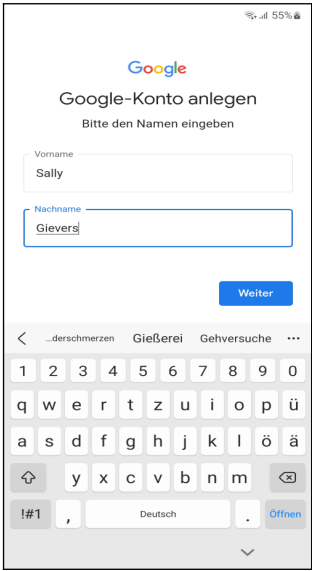 55%
Google
Google-Konto anlegen
Bitte den Namen eingeben
Vorname
Sally
Nachname
Gievers
Weiter
...derschmerzen Gießerei Gehversuche •••
1 2 3 4 5 6 7 8 9 0
q w e r t z u i o p ü
a s d f g h j k l ö ä
y x c v b n m
!#1 , Deutsch . Öffnen